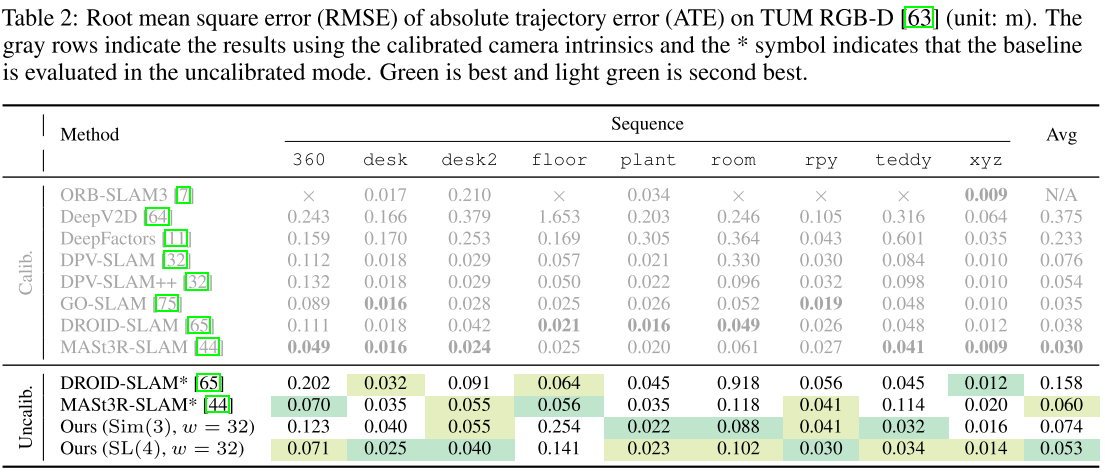 Table 2: Root mean square error (RMSE) of absolute trajectory error (ATE) on TUM RGB-D [63] (unit: m). The
gray rows indicate the results using the calibrated camera intrinsics and the * symbol indicates that the baseline
is evaluated in the uncalibrated mode. Green is best and light green is second best.
Method Sequence Avg
360 desk desk2 floor plant room rpy teddy xyz
Calib.
ORB-SLAM3 [7] × 0.017 0.210 × 0.034 × × × 0.009 N/A
DeepV2D [64] 0.243 0.166 0.379 1.653 0.203 0.246 0.105 0.316 0.064 0.375
DeepFactors [11] 0.159 0.170 0.253 0.169 0.305 0.364 0.043 0.601 0.035 0.233
DPV-SLAM [32] 0.112 0.018 0.029 0.057 0.021 0.330 0.030 0.084 0.010 0.076
DPV-SLAM++ [32] 0.132 0.018 0.029 0.050 0.022 0.096 0.032 0.098 0.010 0.054
GO-SLAM [75] 0.089 0.016 0.028 0.025 0.026 0.052 0.019 0.048 0.010 0.035
DROID-SLAM [65] 0.111 0.018 0.042 0.021 0.016 0.049 0.026 0.048 0.012 0.038
MASt3R-SLAM [44] 0.049 0.016 0.024 0.025 0.020 0.061 0.027 0.041 0.009 0.030
Uncalib.
DROID-SLAM* [65] 0.202 0.032 0.091 0.064 0.045 0.918 0.056 0.045 0.012 0.158
MASt3R-SLAM* [44] 0.070 0.035 0.055 0.056 0.035 0.118 0.041 0.114 0.020 0.060
Ours (Sim(3), w = 32) 0.123 0.040 0.055 0.254 0.022 0.088 0.041 0.032 0.016 0.074
Ours (SL(4), w = 32) 0.071 0.025 0.040 0.141 0.023 0.102 0.030 0.034 0.014 0.053